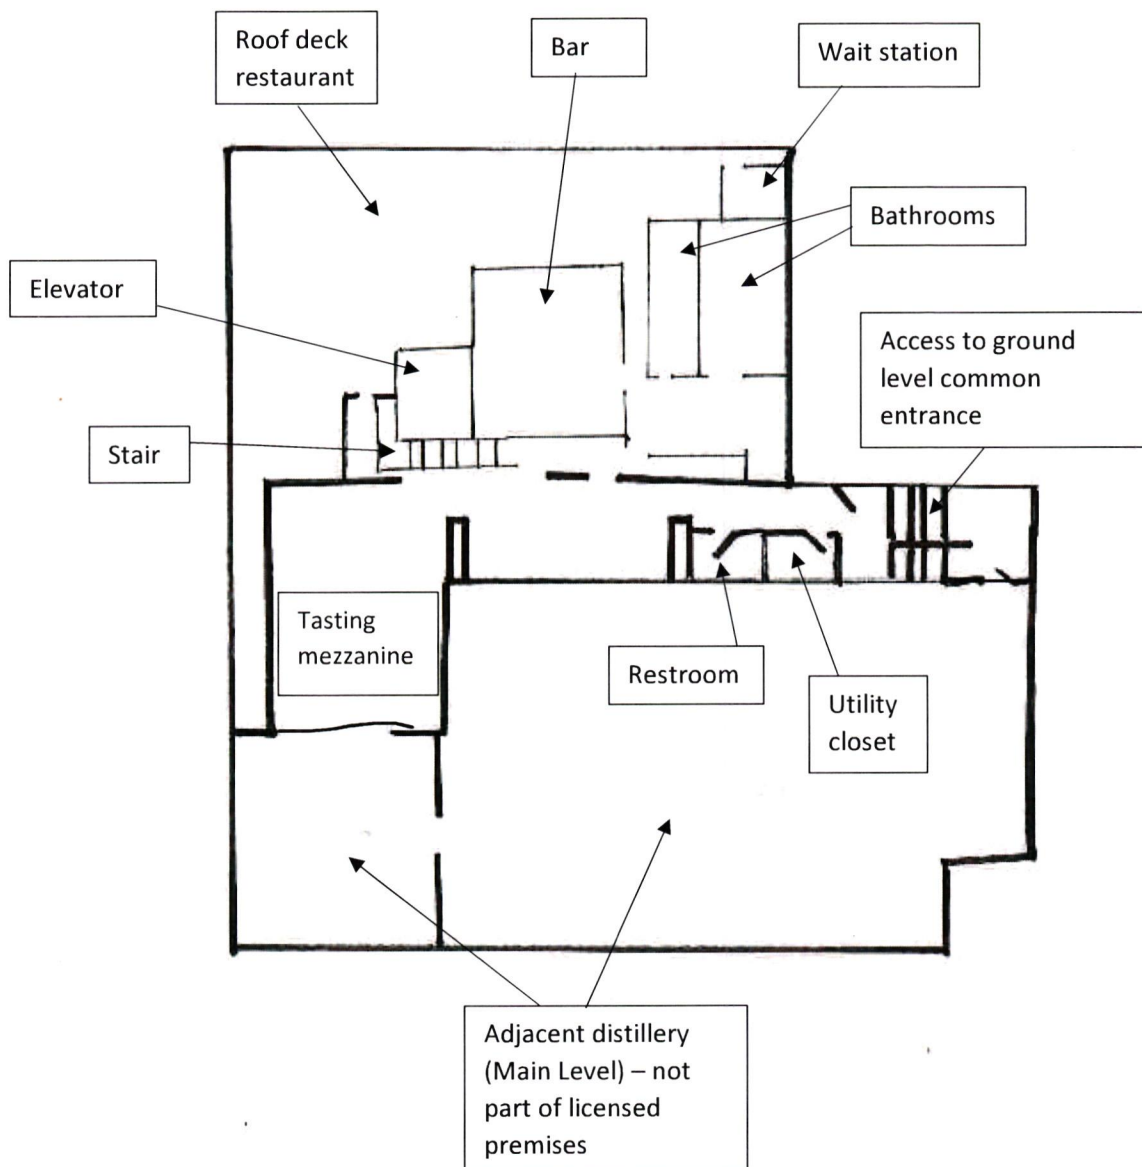 Roof deck
restaurant
Bar
Wait station
Bathrooms
Elevator
Access to ground
level common
entrance
Stair
Tasting
mezzanine
Restroom
Utility
closet
Adjacent distillery
(Main Level) – not
part of licensed
premises